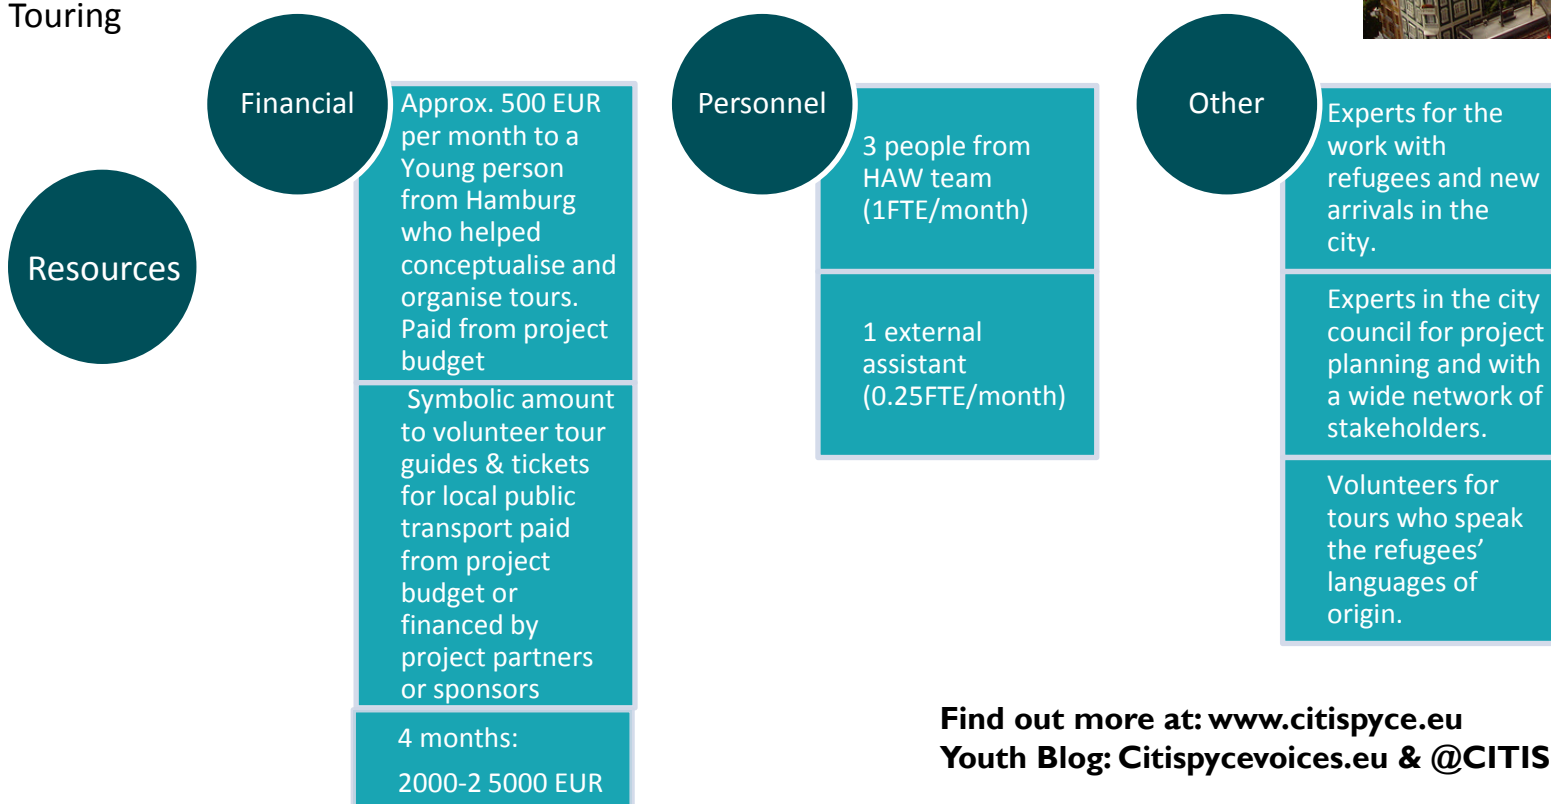 Touring
Resources
Financial
Approx. 500 EUR
per month to a
Young person
from Hamburg
who helped
conceptualise and
organise tours.
Paid from project
budget
Symbolic amount
to volunteer tour
guides & tickets
for local public
transport paid
from project
budget or
financed by
project partners
or sponsors
4 months:
2000-2 5000 EUR
Personnel
3 people from
HAW team
(1FTE/month)
1 external
assistant
(0.25FTE/month)
Other
Experts for the
work with
refugees and new
arrivals in the
city.
Experts in the city
council for project
planning and with
a wide network of
stakeholders.
Volunteers for
tours who speak
the refugees’
languages of
origin.
Find out more at: www.citispyce.eu
Youth Blog: Citispycevoices.eu & @CITIS